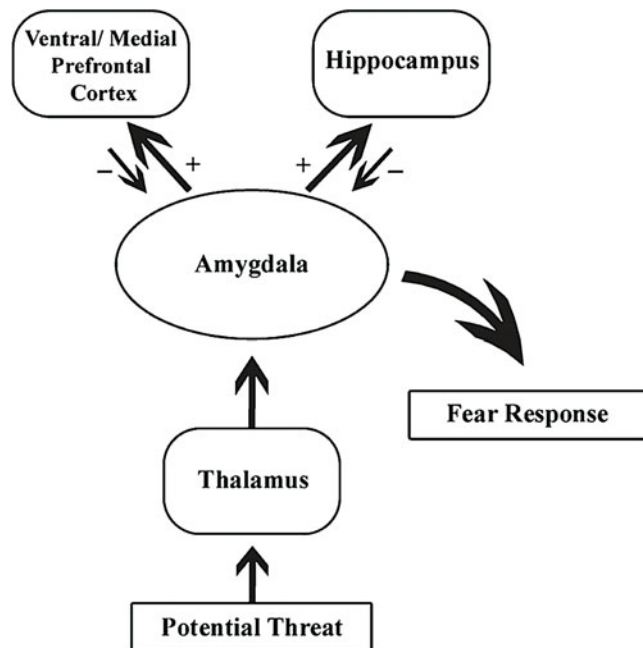 Ventral/ Medial
Prefrontal
Cortex
Hippocampus
−
+
+
−
Amygdala
Fear Response
Thalamus
Potential Threat